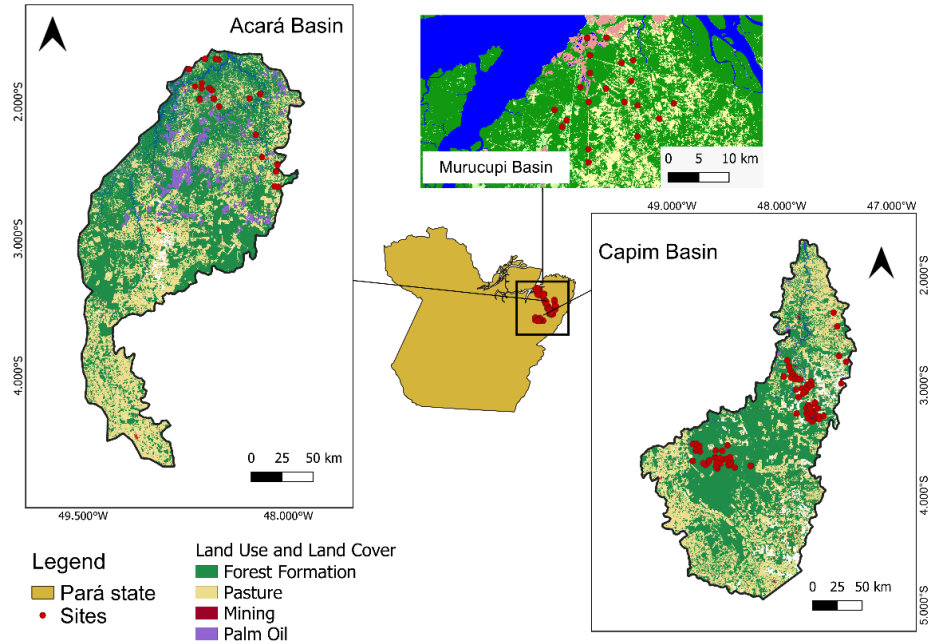 Acará Basin
2.000°S
3.000°S
4.000°S
49.500°W
48.000°W
0 25 50 km
Murucupi Basin
0 5 10 km
49.000°W
48.000°W
47.000°W
Capim Basin
2.000°S
3.000°S
4.000°S
5.000°S
0 25 50 km
Legend
Pará state
Sites
Land Use and Land Cover
Forest Formation
Pasture
Mining
Palm Oil